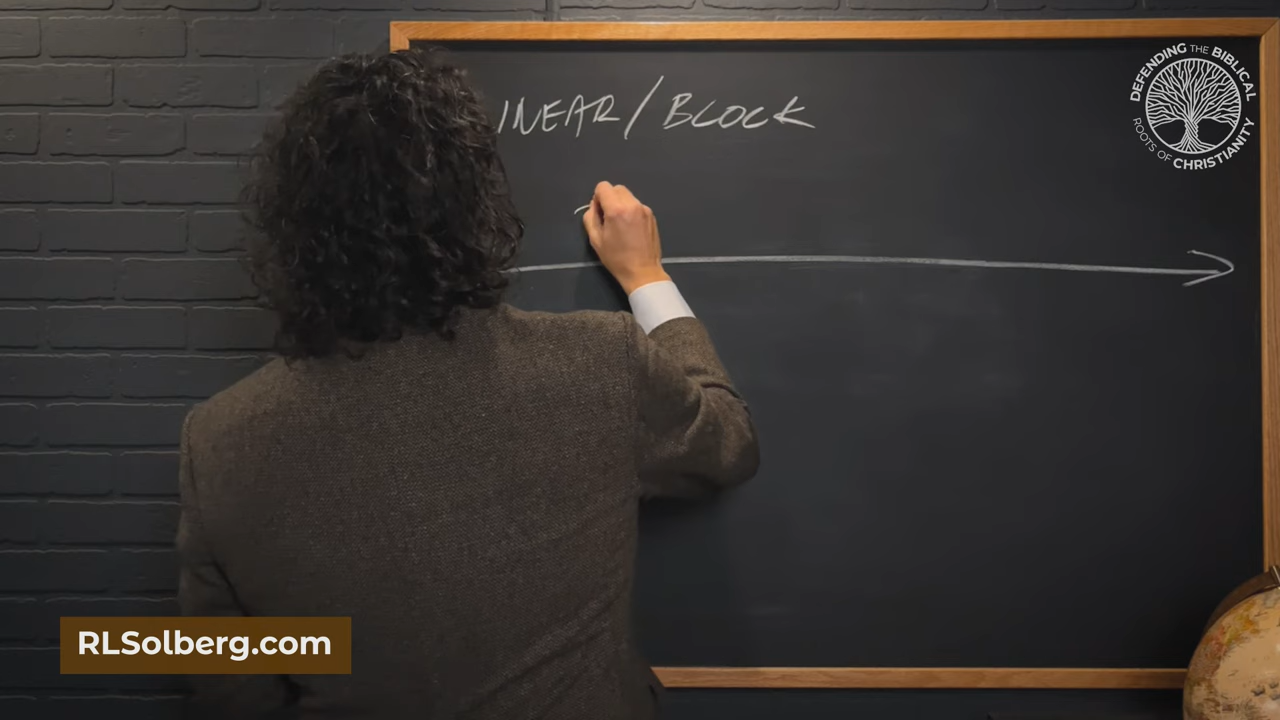 INEAR / BLOCK
DEFENDING THE BIBLICAL
ROOTS OF CHRISTIANITY
RLSolberg.com